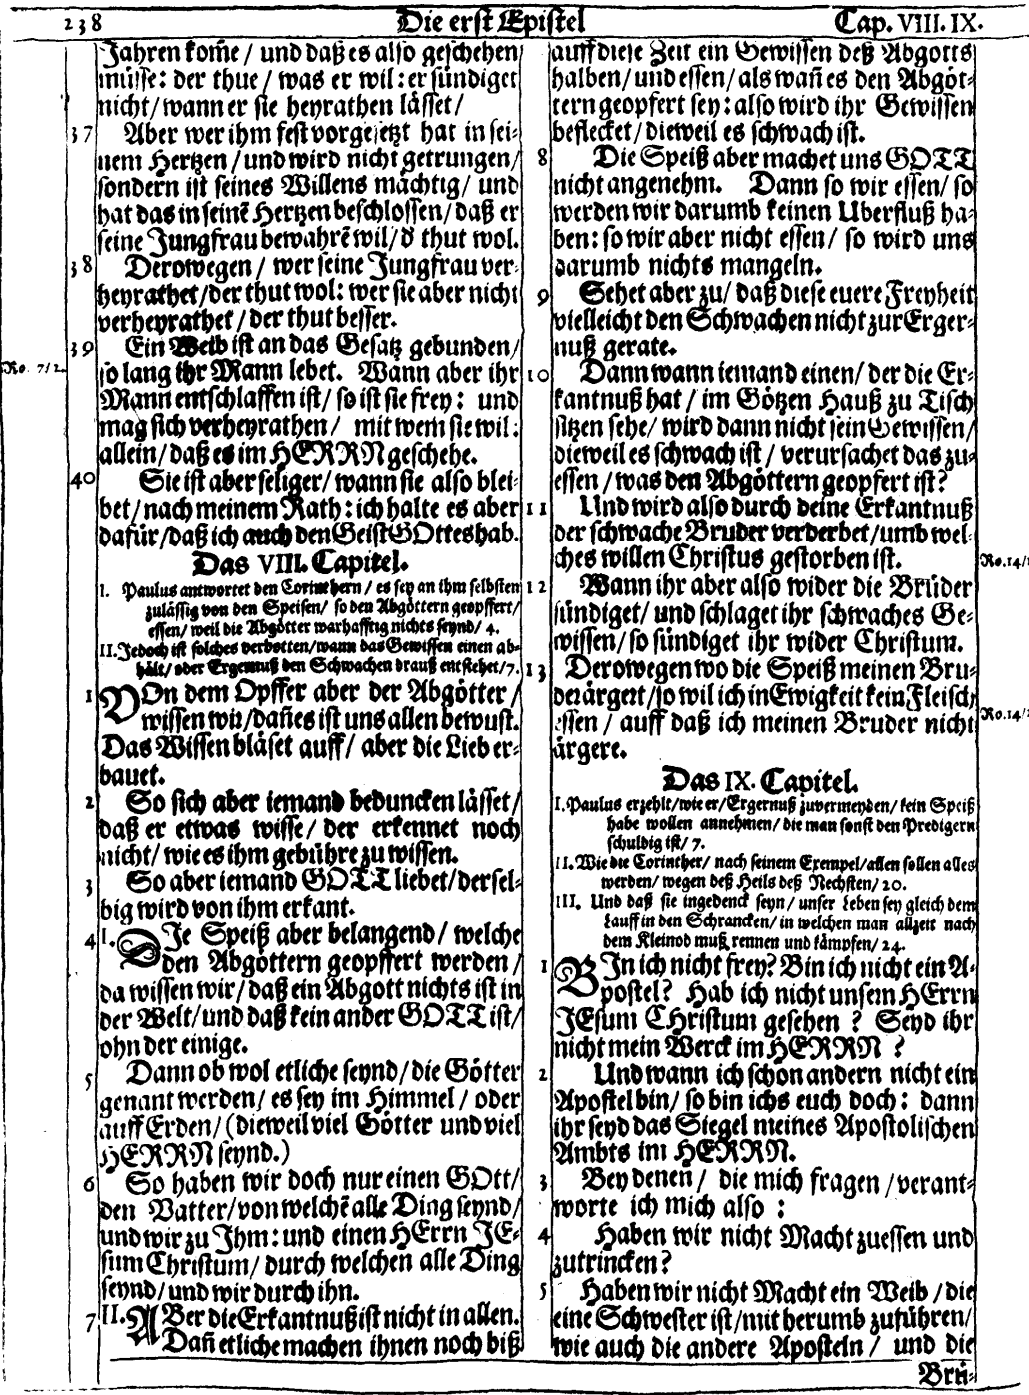 238 Die erst Epistel Cap. VIII. IX.
Jahren kom̃e / und daß es also geschehen
müsse: der thue / was er wil: er sündiget
nicht / wann er sie heyrathen lässet /
37 Aber wer ihm fest vorgesetzt hat in sei-
nem Hertzen / und wird nicht getrungen /
sondern ist seines Willens mächtig / und
hat das in seinẽ Hertzen beschlossen / daß er
seine Jungfrau bewahrẽ wil / d' thut wol.
38 Derowegen / wer seine Jungfrau ver-
heyrathet / der thut wol: wer sie aber nicht
verheyrathet / der thut besser.
39 Ein Weib ist an das Gesatz gebunden /
Ro. 7/2. so lang ihr Mann lebet. Wann aber ihr
Mann entschlaffen ist / so ist sie frey: und
mag sich verheyrathen / mit wem sie wil:
allein / daß es im HERRN geschehe.
40 Sie ist aber seliger / wann sie also blei-
bet / nach meinem Rath: ich halte es aber
dafür / daß ich auch den Geist GOttes hab.
Das VIII. Capitel.
I. Paulus antwortet den Corinthern / es sey an ihm selbsten
zulässig von den Speisen / so den Abgöttern geopffert /
essen / weil die Abgötter warhafftig nichts seynd / 4.
II. Jedoch ist solches verbotten / wann das Gewissen einen ab-
hält / oder Ergernuß den Schwachen drauß entstehet / 7.
1 VOn dem Opffer aber der Abgötter /
wissen wir / dañ es ist uns allen bewust.
Das Wissen bläset auff / aber die Lieb er-
bauet.
2 So sich aber iemand beduncken lässet /
daß er etwas wisse / der erkennet noch
nicht / wie es ihm gebühre zu wissen.
3 So aber iemand GOTT liebet / dersel-
big wird von ihm erkant.
4 I. DJe Speiß aber belangend / welche
den Abgöttern geopffert werden /
da wissen wir / daß ein Abgott nichts ist in
der Welt / und daß kein ander GOTT ist /
ohn der einige.
5 Dann ob wol etliche seynd / die Götter
genant werden / es sey im Himmel / oder
auff Erden / (dieweil viel Götter und viel
HERRN seynd.)
6 So haben wir doch nur einen GOtt /
den Vatter / von welchẽ alle Ding seynd /
und wir zu Jhm: und einen HErrn JE-
sum Christum / durch welchen alle Ding
seynd / und wir durch ihn.
7 II. ABer die Erkantnuß ist nicht in allen.
Dañ etliche machen ihnen noch biß
auff diese Zeit ein Gewissen deß Abgotts
halben / und essen / als wañ es den Abgöt-
tern geopfert sey: also wird ihr Gewissen
beflecket / dieweil es schwach ist.
8 Die Speiß aber machet uns GOTT
nicht angenehm. Dann so wir essen / so
werden wir darumb keinen Uberfluß ha-
ben: so wir aber nicht essen / so wird uns
darumb nichts mangeln.
9 Sehet aber zu / daß diese euere Freyheit
vielleicht den Schwachen nicht zur Erger-
nuß gerate.
10 Dann wann iemand einen / der die Er-
kantnuß hat / im Götzen Hauß zu Tisch
sitzen sehe / wird dann nicht sein Gewissen /
dieweil es schwach ist / verursachet das zu-
essen / was den Abgöttern geopfert ist?
11 Und wird also durch deine Erkantnuß
der schwache Bruder verderbet / umb wel-
ches willen Christus gestorben ist. Ro. 14/
12 Wann ihr aber also wider die Brüder
sündiget / und schlaget ihr schwaches Ge-
wissen / so sündiget ihr wider Christum.
13 Derowegen wo die Speiß meinen Bru-
der ärgert / so wil ich in Ewigkeit kein Fleisch
essen / auff daß ich meinen Bruder nicht Ro. 14/
ärgere.
Das IX. Capitel.
I. Paulus erzehlt / wie er / Ergernuß zuvermeyden / kein Speiß
habe wollen annehmen / die man sonst den Predigern
schuldig ist / 7.
II. Wie die Corinther / nach seinem Exempel / allen sollen alles
werden / wegen deß Heils deß Nechsten / 20.
III. Und daß sie ingedenck seyn / unser Leben sey gleich dem
Lauff in den Schrancken / in welchen man allzeit nach
dem Kleinod muß rennen und kämpfen / 24.
1 BJn ich nicht frey? Bin ich nicht ein A-
postel? Hab ich nicht unsern HErrn
JEsum CHristum gesehen? Seyd ihr
nicht mein Werck im HERRN?
2 Und wann ich schon andern nicht ein
Apostel bin / so bin ichs euch doch: dann
ihr seyd das Siegel meines Apostolischen
Ambts im HERRN.
3 Bey denen / die mich fragen / verant-
worte ich mich also:
4 Haben wir nicht Macht zuessen und
zutrincken?
5 Haben wir nicht Macht ein Weib / die
eine Schwester ist / mit herumb zuführen /
wie auch die andere Aposteln / und die
Brü-